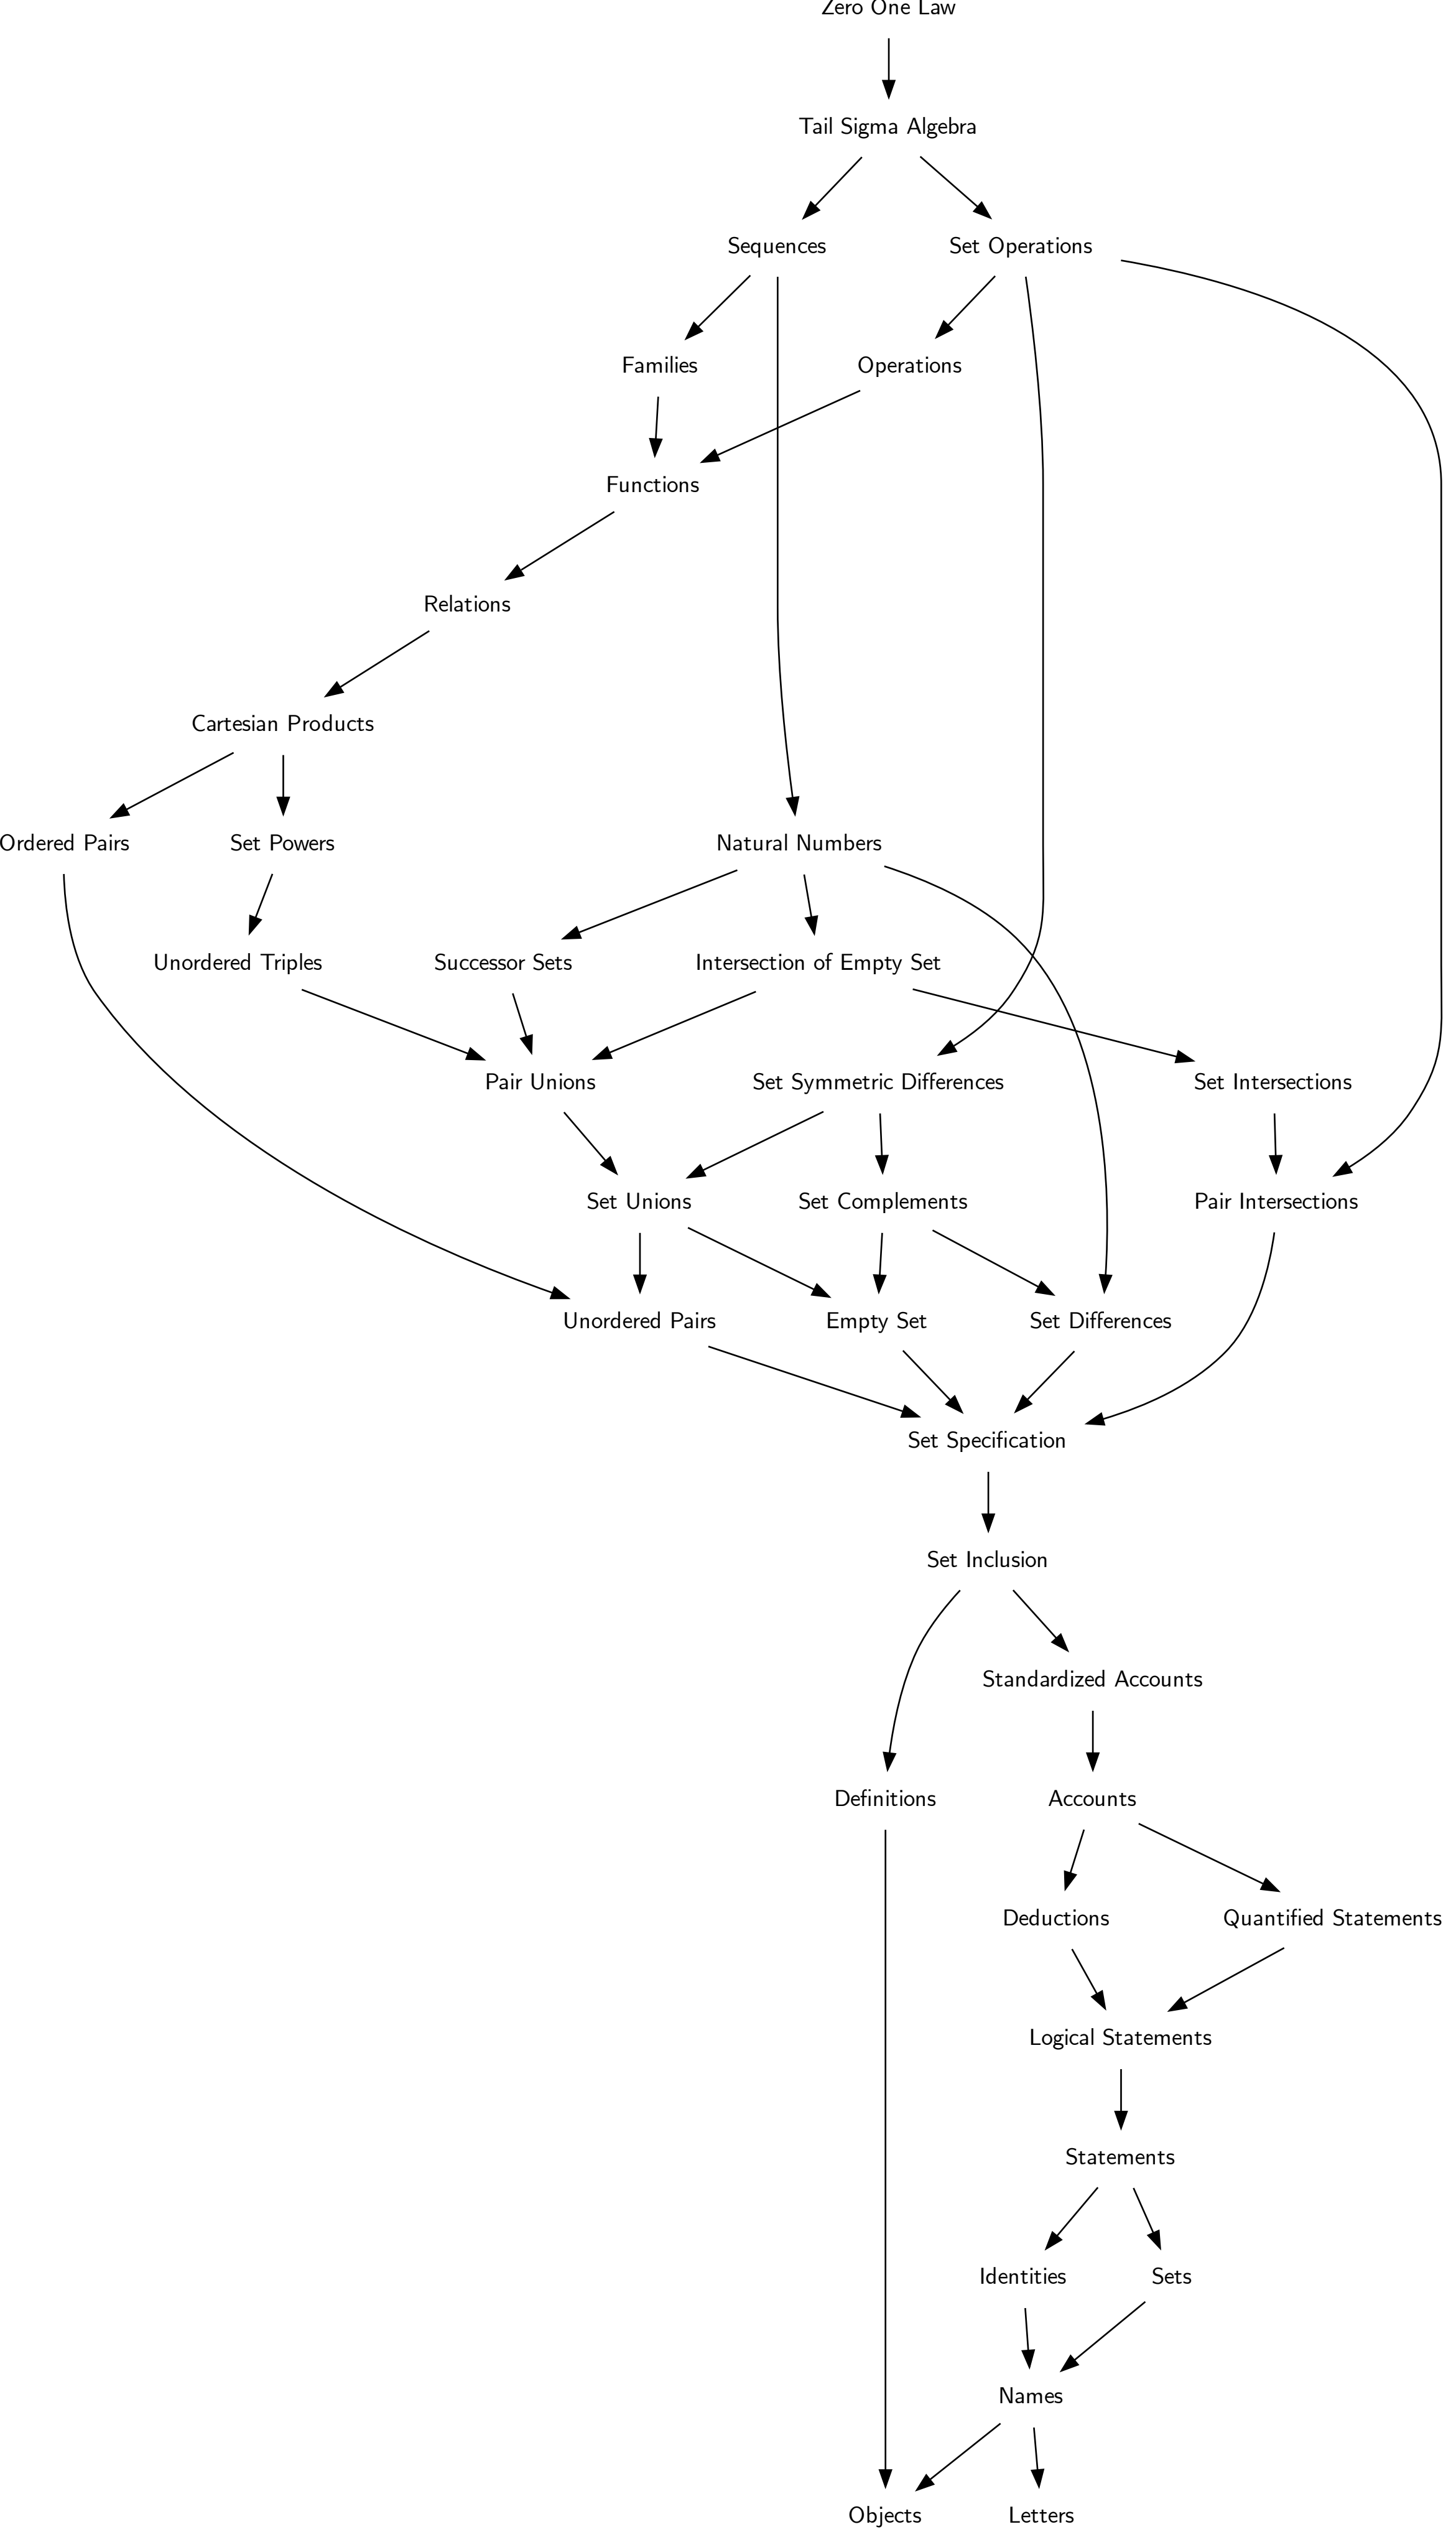 Zero One Law
Tail Sigma Algebra
Sequences
Set Operations
Families
Operations
Functions
Relations
Cartesian Products
Ordered Pairs
Set Powers
Natural Numbers
Unordered Triples
Successor Sets
Intersection of Empty Set
Pair Unions
Set Symmetric Differences
Set Intersections
Set Unions
Set Complements
Pair Intersections
Unordered Pairs
Empty Set
Set Differences
Set Specification
Set Inclusion
Standardized Accounts
Definitions
Accounts
Deductions
Quantified Statements
Logical Statements
Statements
Identities
Sets
Names
Objects
Letters